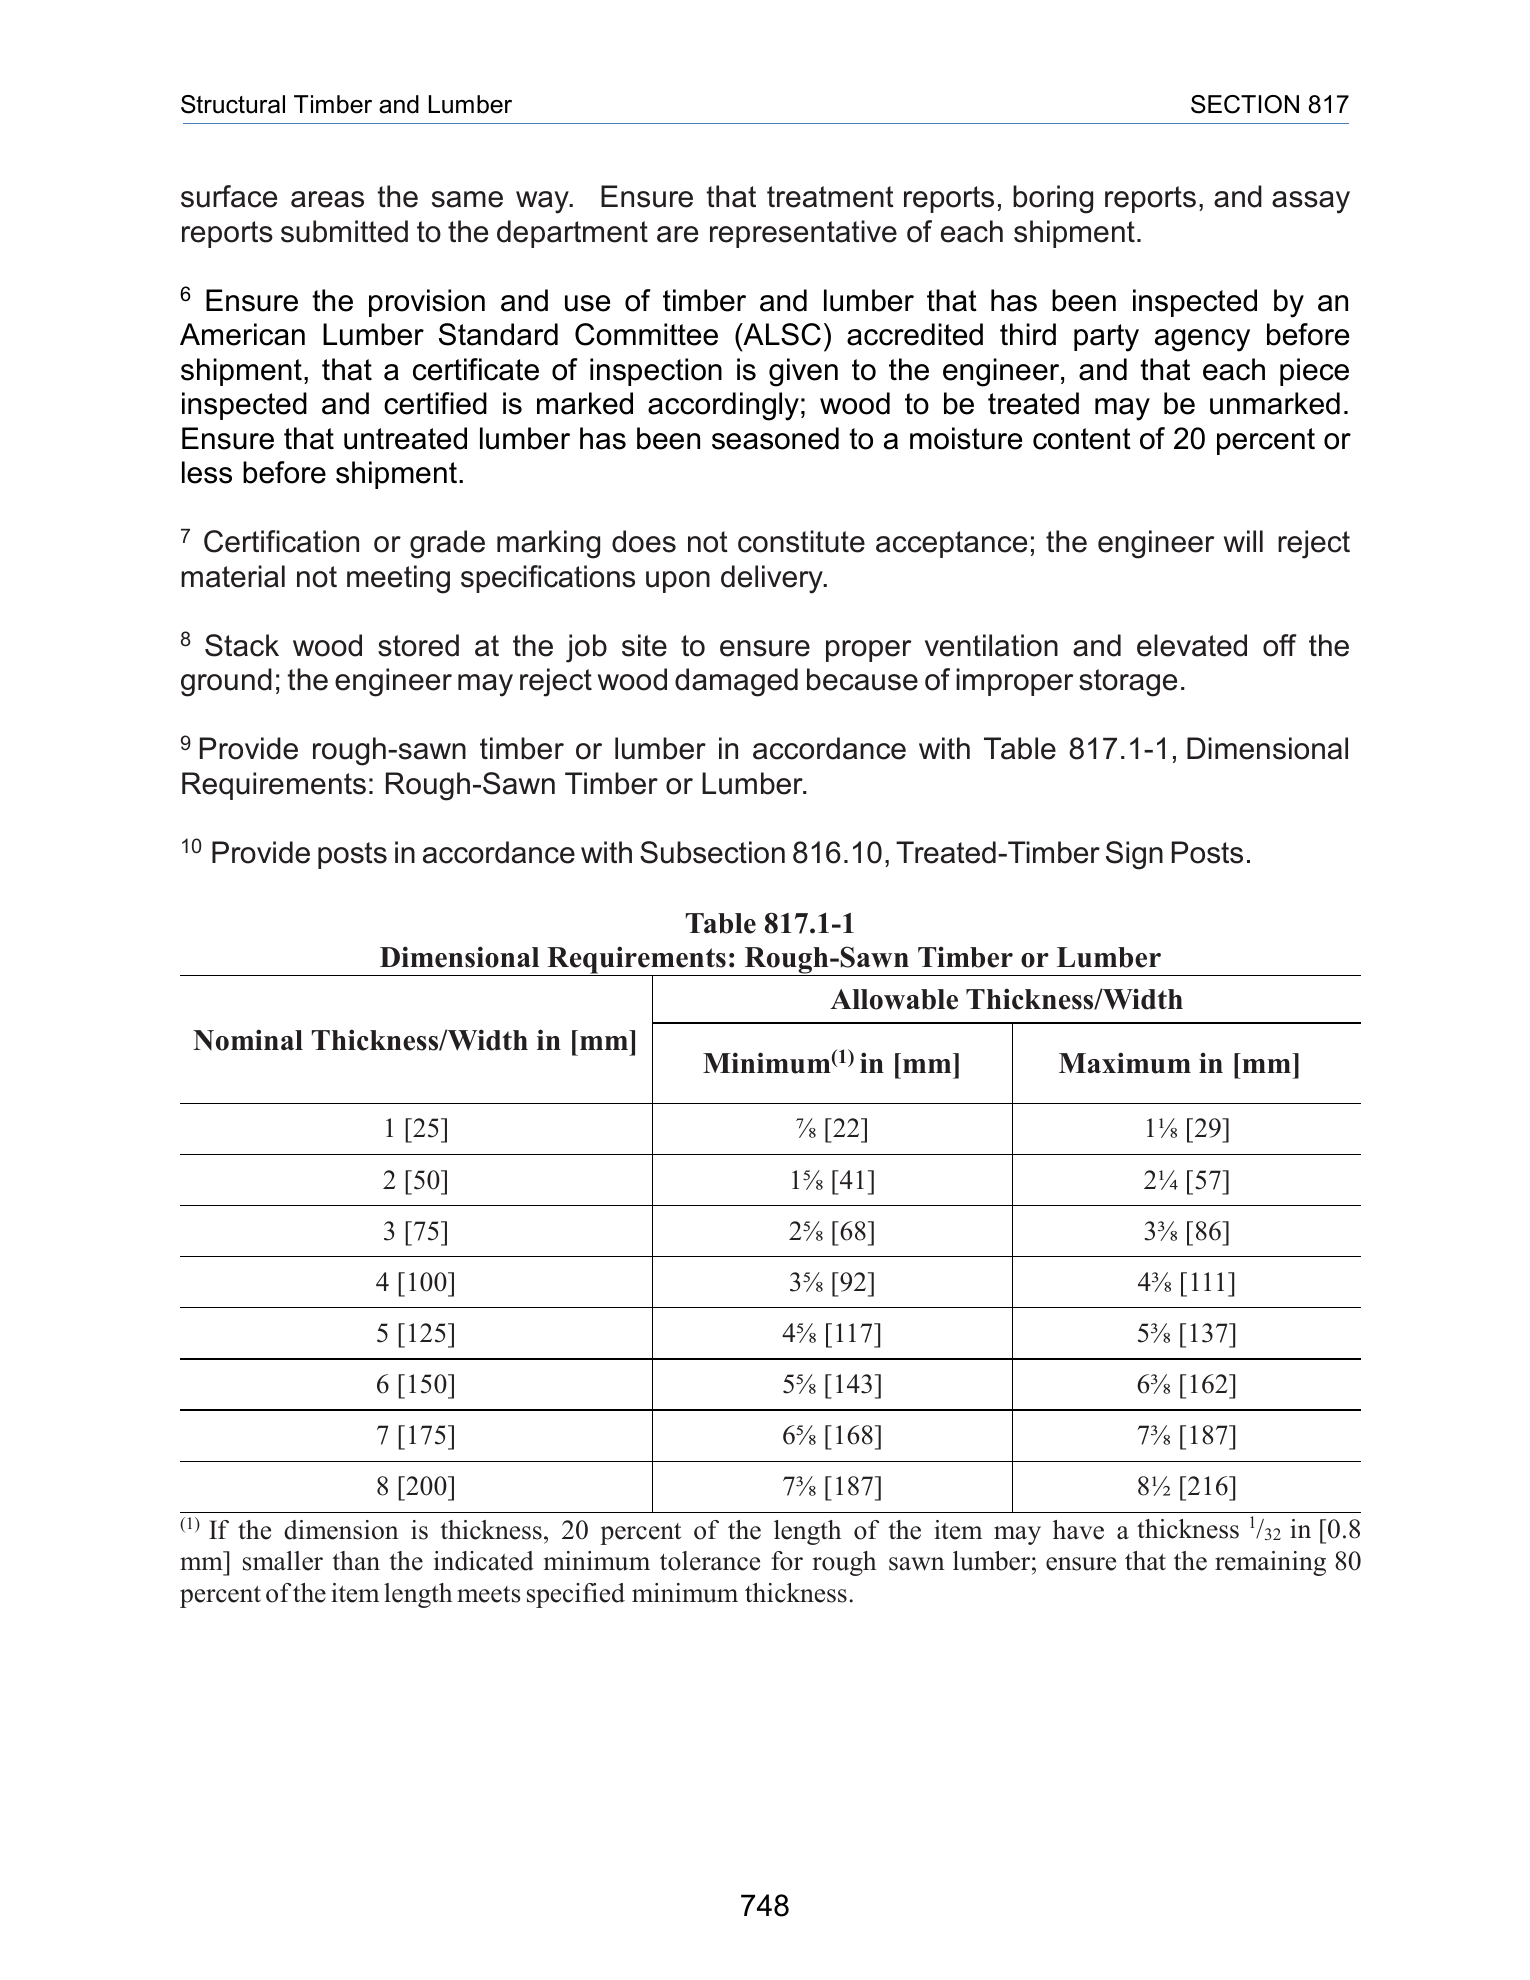 Structural Timber and Lumber SECTION 817
surface areas the same way. Ensure that treatment reports, boring reports, and assay
reports submitted to the department are representative of each shipment.
6 Ensure the provision and use of timber and lumber that has been inspected by an
American Lumber Standard Committee (ALSC) accredited third party agency before
shipment, that a certificate of inspection is given to the engineer, and that each piece
inspected and certified is marked accordingly; wood to be treated may be unmarked.
Ensure that untreated lumber has been seasoned to a moisture content of 20 percent or
less before shipment.
7 Certification or grade marking does not constitute acceptance; the engineer will reject
material not meeting specifications upon delivery.
8 Stack wood stored at the job site to ensure proper ventilation and elevated off the
ground; the engineer may reject wood damaged because of improper storage.
9 Provide rough-sawn timber or lumber in accordance with Table 817.1-1, Dimensional
Requirements: Rough-Sawn Timber or Lumber.
10 Provide posts in accordance with Subsection 816.10, Treated-Timber Sign Posts.
Table 817.1-1
Dimensional Requirements: Rough-Sawn Timber or Lumber
Nominal Thickness/Width in [mm] Allowable Thickness/Width
Minimum(1) in [mm] Maximum in [mm]
1 [25] ⅞ [22] 1⅛ [29]
2 [50] 1⅝ [41] 2¼ [57]
3 [75] 2⅝ [68] 3⅜ [86]
4 [100] 3⅝ [92] 4⅜ [111]
5 [125] 4⅝ [117] 5⅜ [137]
6 [150] 5⅝ [143] 6⅜ [162]
7 [175] 6⅝ [168] 7⅜ [187]
8 [200] 7⅜ [187] 8½ [216]
(1) If the dimension is thickness, 20 percent of the length of the item may have a thickness 1/32 in [0.8
mm] smaller than the indicated minimum tolerance for rough sawn lumber; ensure that the remaining 80
percent of the item length meets specified minimum thickness.
748